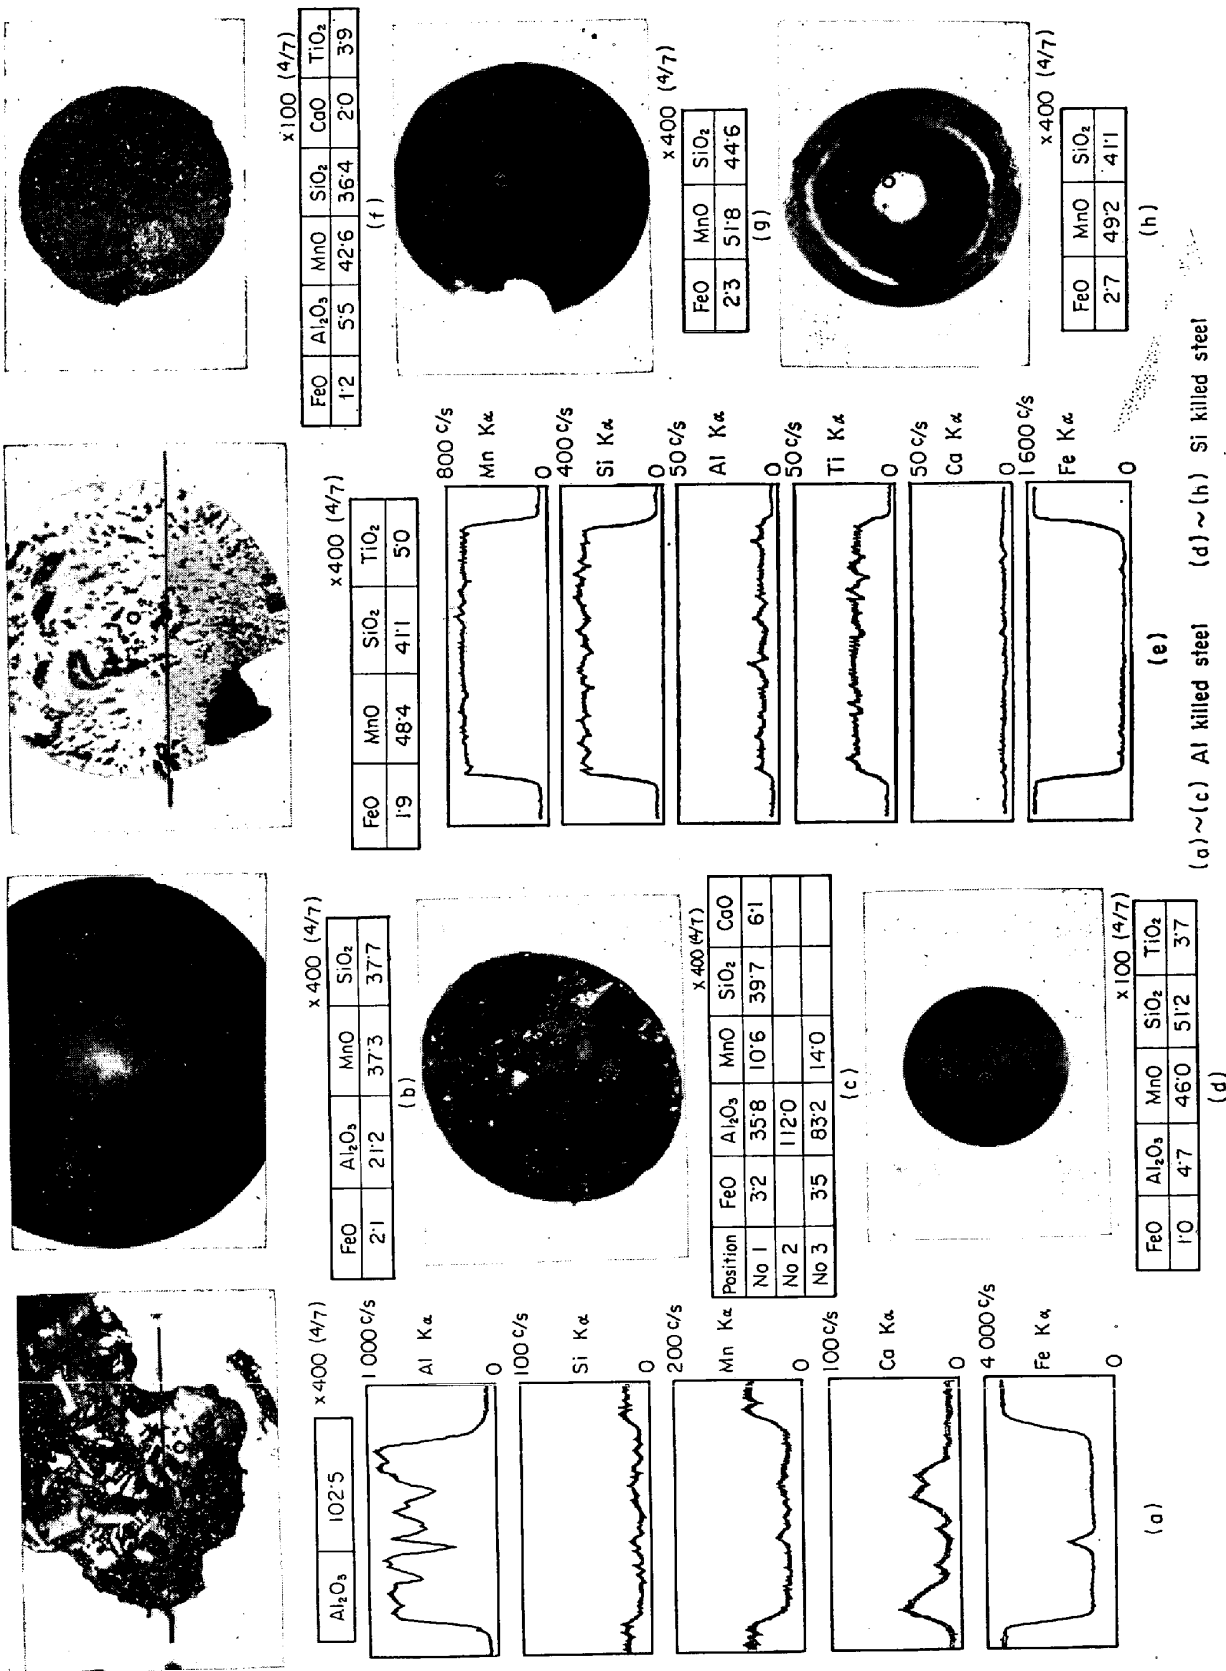 x400 (4/7)
Al₂O₃ 102·5
1 000 c/s
Al Kα
0
100 c/s
Si Kα
0
200 c/s
Mn Kα
0
100 c/s
Ca Kα
0
4 000 c/s
Fe Kα
0
(a)
x400 (4/7)
FeO Al₂O₃ MnO SiO₂
2·1 21·2 37·3 37·7
(b)
x400 (4/7)
Position FeO Al₂O₃ MnO SiO₂ CaO
No 1 3·2 35·8 10·6 39·7 6·1
No 2 112·0
No 3 3·5 83·2 14·0
(c)
x100 (4/7)
FeO Al₂O₃ MnO SiO₂ TiO₂
1·0 4·7 46·0 51·2 3·7
(d)
x400 (4/7)
FeO MnO SiO₂ TiO₂
1·9 48·4 41·1 5·0
800 c/s
Mn Kα
0
400 c/s
Si Kα
0
50 c/s
Al Kα
0
50 c/s
Ti Kα
0
50 c/s
Ca Kα
0
1 600 c/s
Fe Kα
0
(e)
x100 (4/7)
FeO Al₂O₃ MnO SiO₂ CaO TiO₂
1·2 5·5 42·6 36·4 2·0 3·9
(f)
x400 (4/7)
FeO MnO SiO₂
2·3 51·8 44·6
(g)
x400 (4/7)
FeO MnO SiO₂
2·7 49·2 41·1
(h)
(a)~(c) Al killed steel (d)~(h) Si killed steel